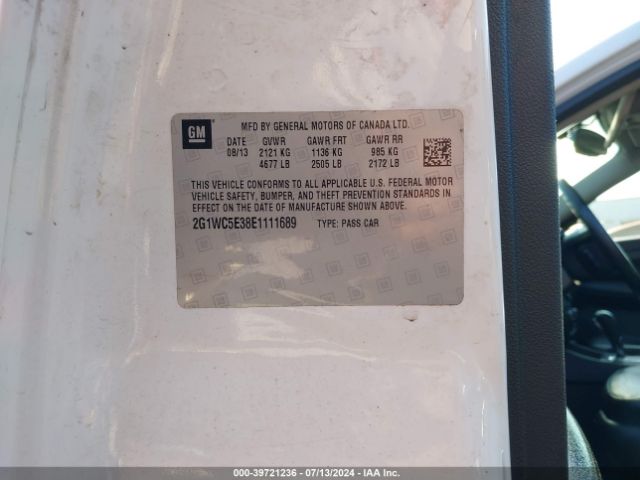 GM
MFD BY GENERAL MOTORS OF CANADA LTD.
DATE GVWR GAWR FRT GAWR RR
08/13 2121 KG 1136 KG 985 KG
4677 LB 2505 LB 2172 LB
THIS VEHICLE CONFORMS TO ALL APPLICABLE U.S. FEDERAL MOTOR
VEHICLE SAFETY, BUMPER, AND THEFT PREVENTION STANDARDS IN
EFFECT ON THE DATE OF MANUFACTURE SHOWN ABOVE.
2G1WC5E38E1111689 TYPE: PASS CAR
000-39721236 - 07/13/2024 - IAA Inc.